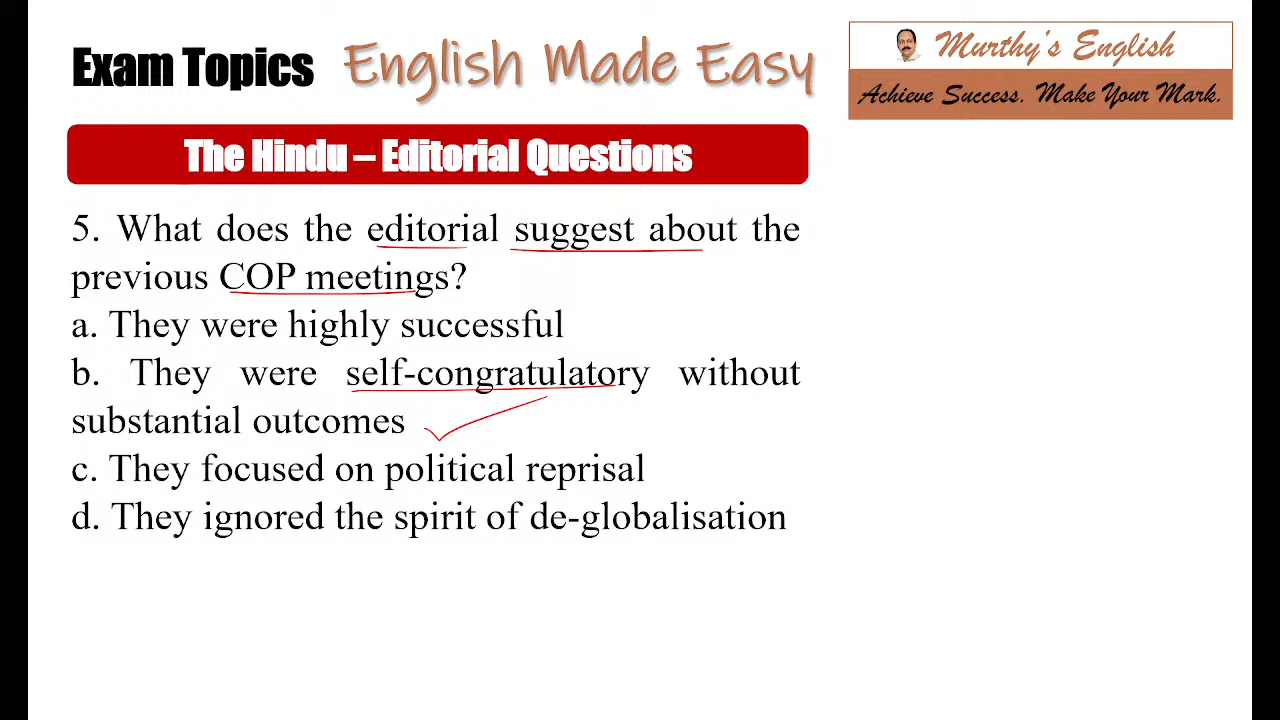 Exam Topics English Made Easy
Murthy's English
Achieve Success. Make Your Mark.
The Hindu – Editorial Questions
5. What does the editorial suggest about the
previous COP meetings?
a. They were highly successful
b. They were self-congratulatory without
substantial outcomes
c. They focused on political reprisal
d. They ignored the spirit of de-globalisation